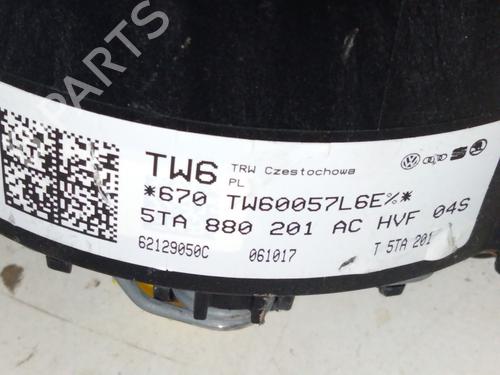 B-PARTS
TW6 TRW Czestochowa
PL
*670 TW60057L6E%*
5TA 880 201 AC HVF 04S
62129050C 061017 T 5TA 201